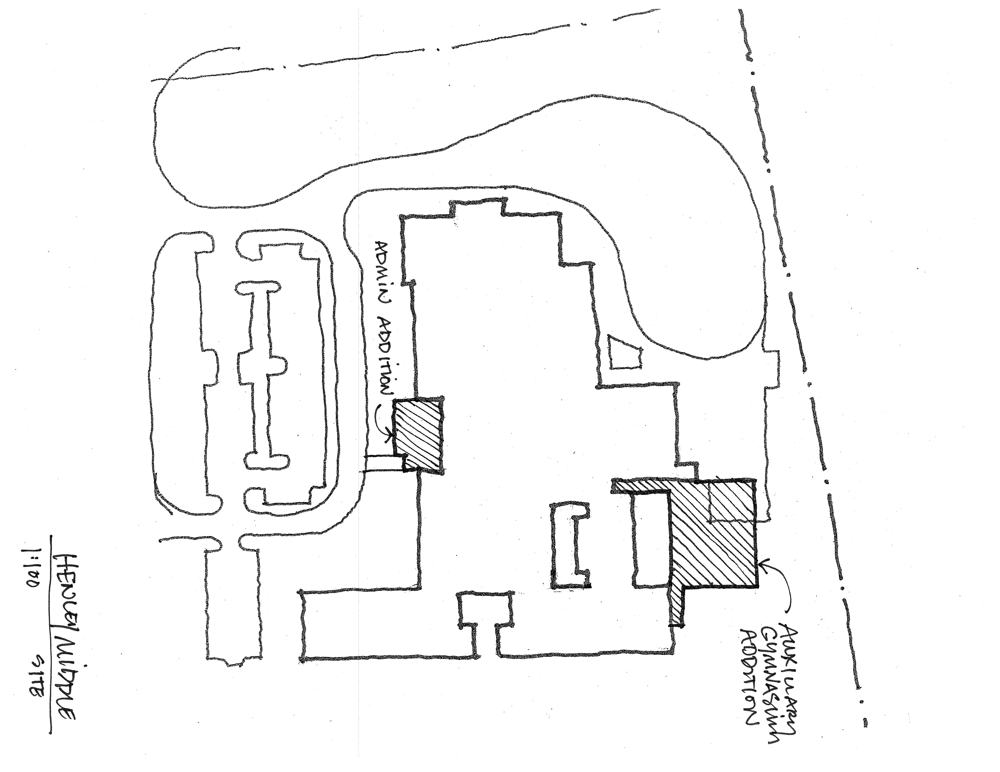 ADMIN ADDITION
AUXILIARY
GYMNASIUM
ADDITION
HENLEY MIDDLE
1:100 SITE